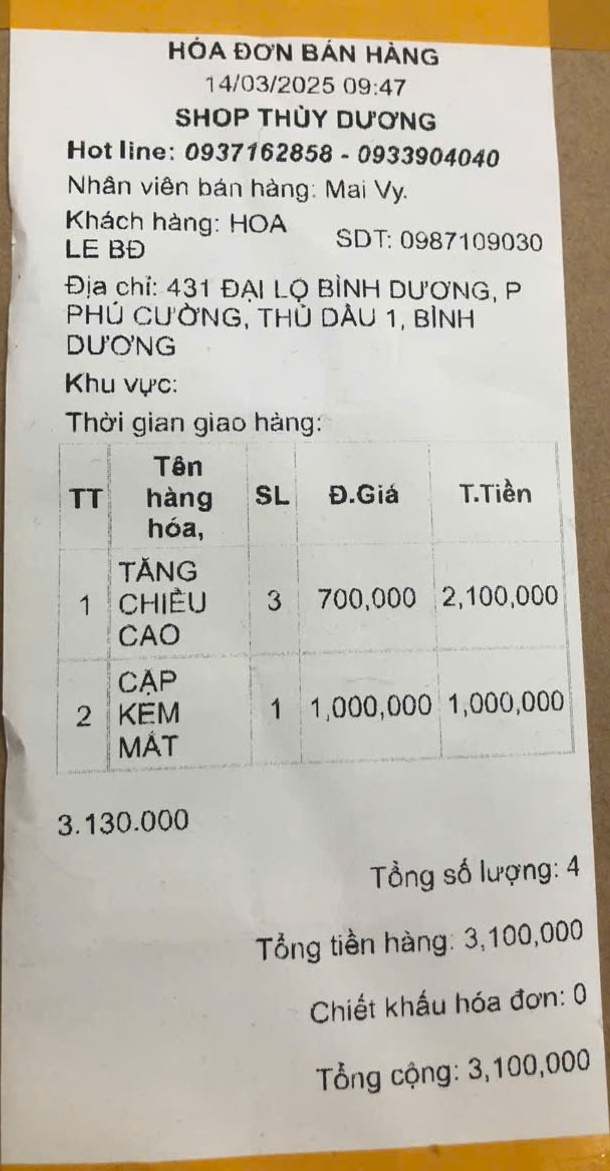 HÓA ĐƠN BÁN HÀNG
14/03/2025 09:47
SHOP THÙY DƯƠNG
Hot line: 0937162858 - 0933904040
Nhân viên bán hàng: Mai Vy.
Khách hàng: HOA LE BĐ SDT: 0987109030
Địa chỉ: 431 ĐẠI LỌ BÌNH DƯƠNG, P
PHÚ CƯỜNG, THỦ DẦU 1, BÌNH
DƯƠNG
Khu vực:
Thời gian giao hàng:
TT Tên hàng hóa, SL Đ.Giá T.Tiền
1 TĂNG CHIỀU CAO 3 700,000 2,100,000
2 CẶP KEM MẮT 1 1,000,000 1,000,000
3.130.000
Tổng số lượng: 4
Tổng tiền hàng: 3,100,000
Chiết khấu hóa đơn: 0
Tổng cộng: 3,100,000